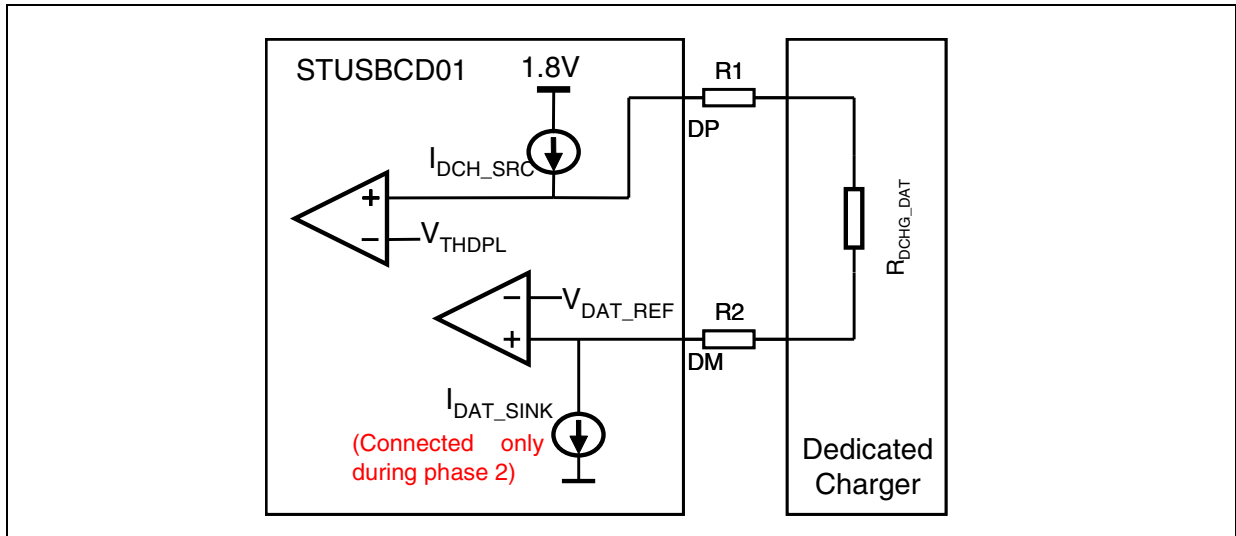 STUSBCD01
1.8V
R1
DP
IDCH_SRC
+
−
VTHDPL
RDCHG_DAT
−
VDAT_REF
+
R2
DM
IDAT_SINK
(Connected only
during phase 2)
Dedicated
Charger